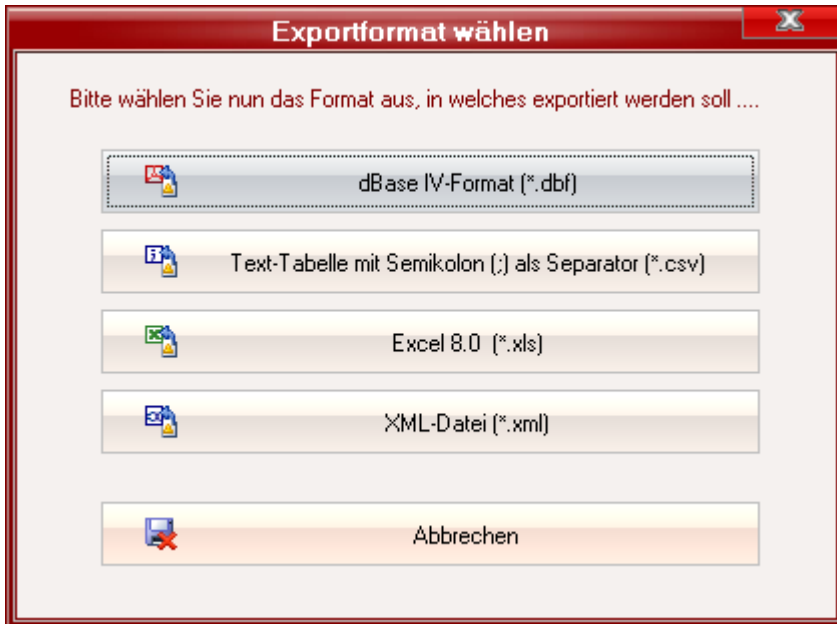 Exportformat wählen
Bitte wählen Sie nun das Format aus, in welches exportiert werden soll ....
dBase IV-Format (*.dbf)
Text-Tabelle mit Semikolon (;) als Separator (*.csv)
Excel 8.0  (*.xls)
XML-Datei (*.xml)
Abbrechen